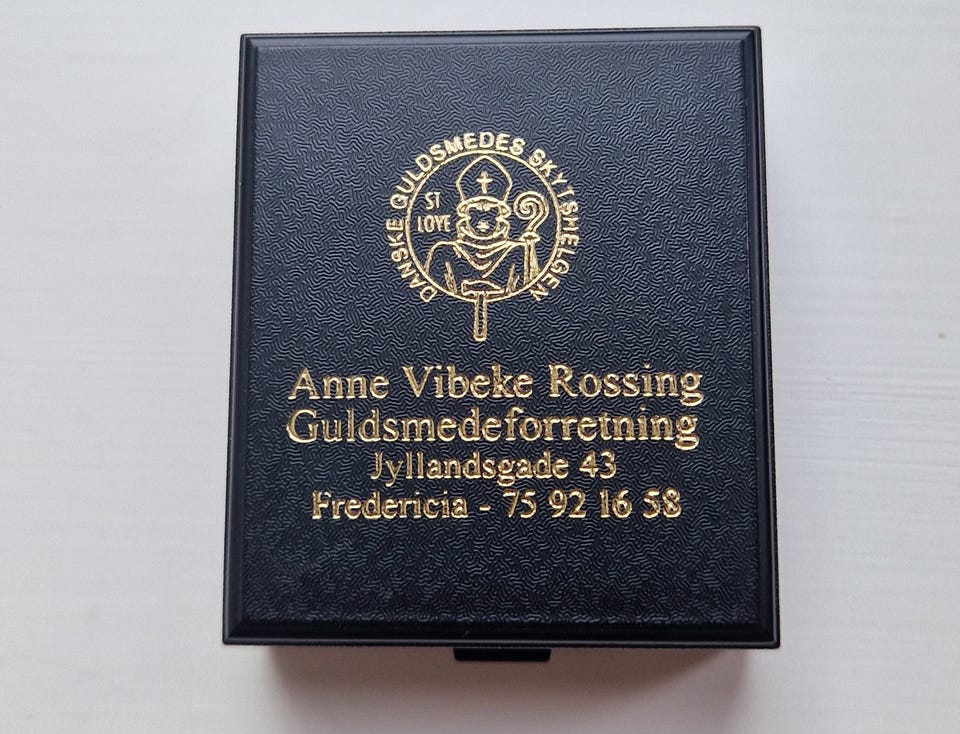 DANSKE GULDSMEDES SKYTSHELGEN
ST
LOYE
Anne Vibeke Rossing
Guldsmedeforretning
Jyllandsgade 43
Fredericia - 75 92 16 58